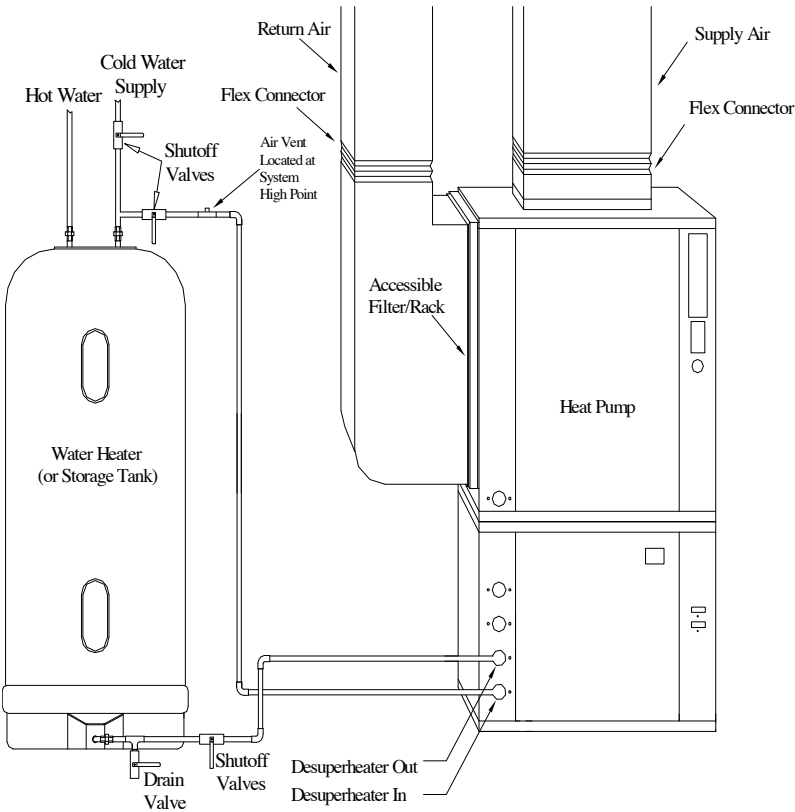 Return Air
Supply Air
Cold Water
Supply
Hot Water
Flex Connector
Flex Connector
Shutoff
Valves
Air Vent
Located at
System
High Point
Accessible
Filter/Rack
Heat Pump
Water Heater
(or Storage Tank)
Shutoff
Valves
Drain
Valve
Desuperheater Out
Desuperheater In